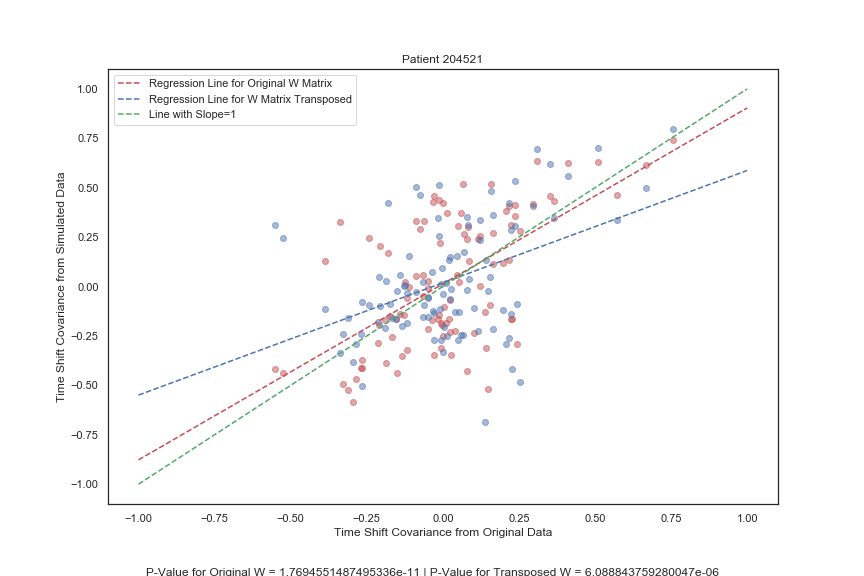 Patient 204521
Regression Line for Original W Matrix
Regression Line for W Matrix Transposed
Line with Slope=1
Time Shift Covariance from Simulated Data
1.00
0.75
0.50
0.25
0.00
−0.25
−0.50
−0.75
−1.00
−1.00 −0.75 −0.50 −0.25 0.00 0.25 0.50 0.75 1.00
Time Shift Covariance from Original Data
P-Value for Original W = 1.7694551487495336e-11 | P-Value for Transposed W = 6.088843759280047e-06